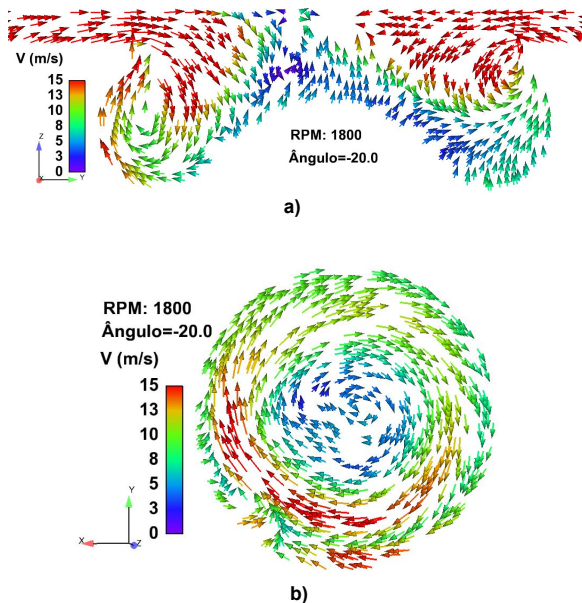 V (m/s)
15
13
10
8
5
3
0
Z
X
Y
RPM: 1800
Ângulo=-20.0
a)
RPM: 1800
Ângulo=-20.0
V (m/s)
15
13
10
8
5
3
0
Y
X
Z
b)